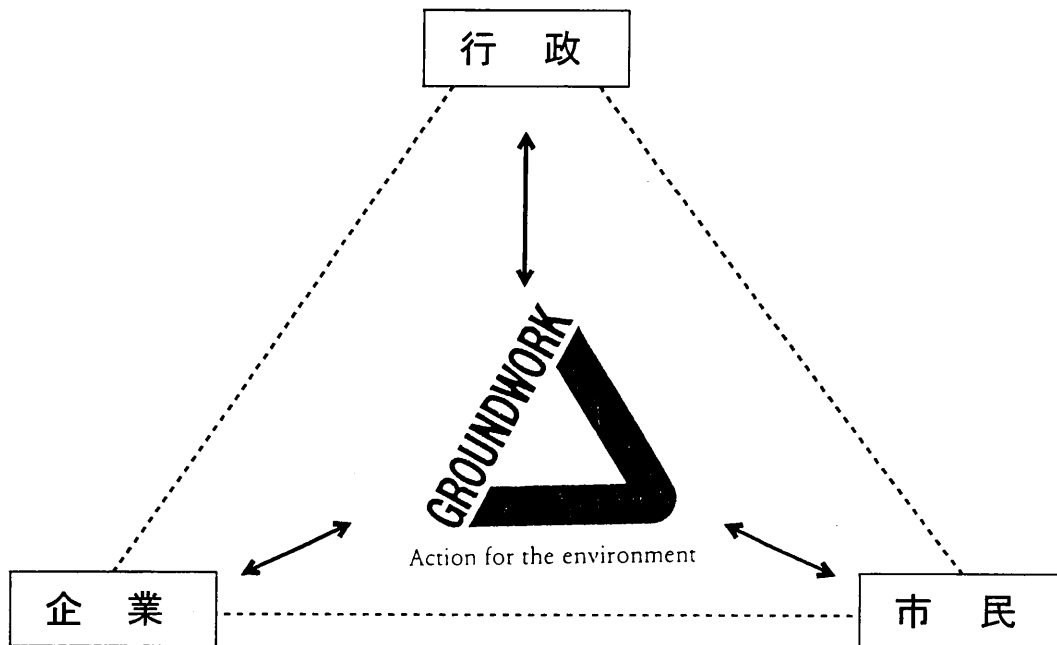 行 政
GROUNDWORK
Action for the environment
企 業
市 民